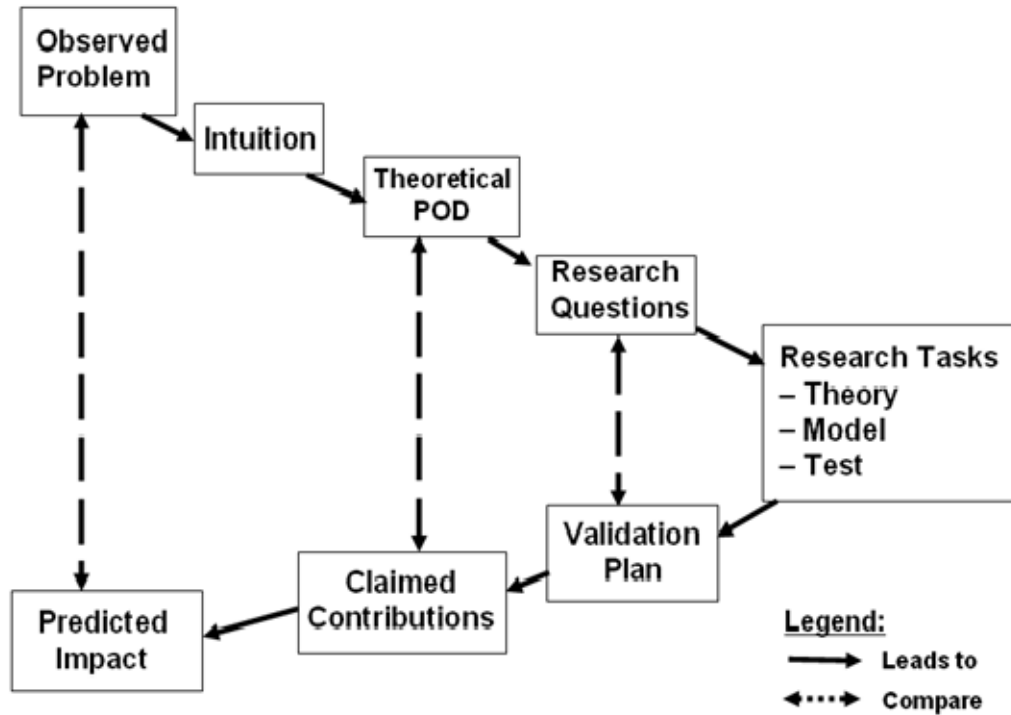 Observed
Problem
Intuition
Theoretical
POD
Research
Questions
Research Tasks
– Theory
– Model
– Test
Validation
Plan
Claimed
Contributions
Predicted
Impact
Legend:
Leads to
Compare